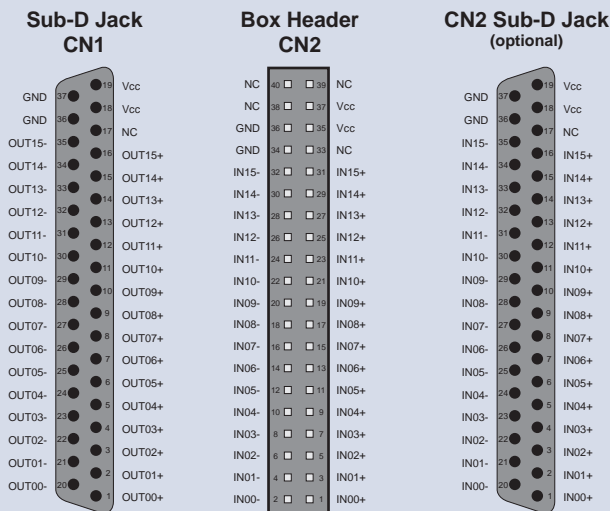 Sub-D Jack
CN1
19 Vcc
GND 37
18 Vcc
GND 36
17 NC
OUT15- 35
16 OUT15+
OUT14- 34
15 OUT14+
OUT13- 33
14 OUT13+
OUT12- 32
13 OUT12+
OUT11- 31
12 OUT11+
OUT10- 30
11 OUT10+
OUT09- 29
10 OUT09+
OUT08- 28
9 OUT08+
OUT07- 27
8 OUT07+
OUT06- 26
7 OUT06+
OUT05- 25
6 OUT05+
OUT04- 24
5 OUT04+
OUT03- 23
4 OUT03+
OUT02- 22
3 OUT02+
OUT01- 21
2 OUT01+
OUT00- 20
1 OUT00+
Box Header
CN2
NC 40 39 NC
NC 38 37 Vcc
GND 36 35 Vcc
GND 34 33 NC
IN15- 32 31 IN15+
IN14- 30 29 IN14+
IN13- 28 27 IN13+
IN12- 26 25 IN12+
IN11- 24 23 IN11+
IN10- 22 21 IN10+
IN09- 20 19 IN09+
IN08- 18 17 IN08+
IN07- 16 15 IN07+
IN06- 14 13 IN06+
IN05- 12 11 IN05+
IN04- 10 9 IN04+
IN03- 8 7 IN03+
IN02- 6 5 IN02+
IN01- 4 3 IN01+
IN00- 2 1 IN00+
CN2 Sub-D Jack
(optional)
19 Vcc
GND 37
18 Vcc
GND 36
17 NC
IN15- 35
16 IN15+
IN14- 34
15 IN14+
IN13- 33
14 IN13+
IN12- 32
13 IN12+
IN11- 31
12 IN11+
IN10- 30
11 IN10+
IN09- 29
10 IN09+
IN08- 28
9 IN08+
IN07- 27
8 IN07+
IN06- 26
7 IN06+
IN05- 25
6 IN05+
IN04- 24
5 IN04+
IN03- 23
4 IN03+
IN02- 22
3 IN02+
IN01- 21
2 IN01+
IN00- 20
1 IN00+